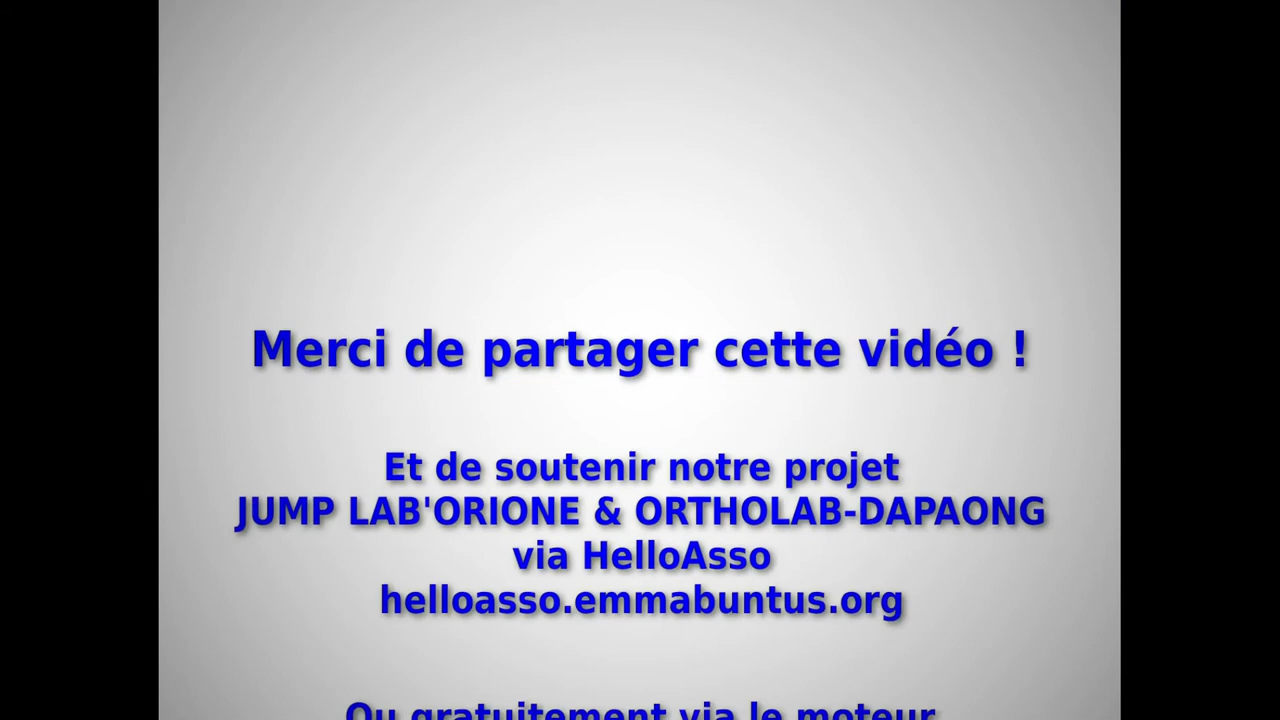 Merci de partager cette vidéo !
Et de soutenir notre projet
JUMP LAB'ORIONE & ORTHOLAB-DAPAONG
via HelloAsso
helloasso.emmabuntus.org
Ou gratuitement via le moteur